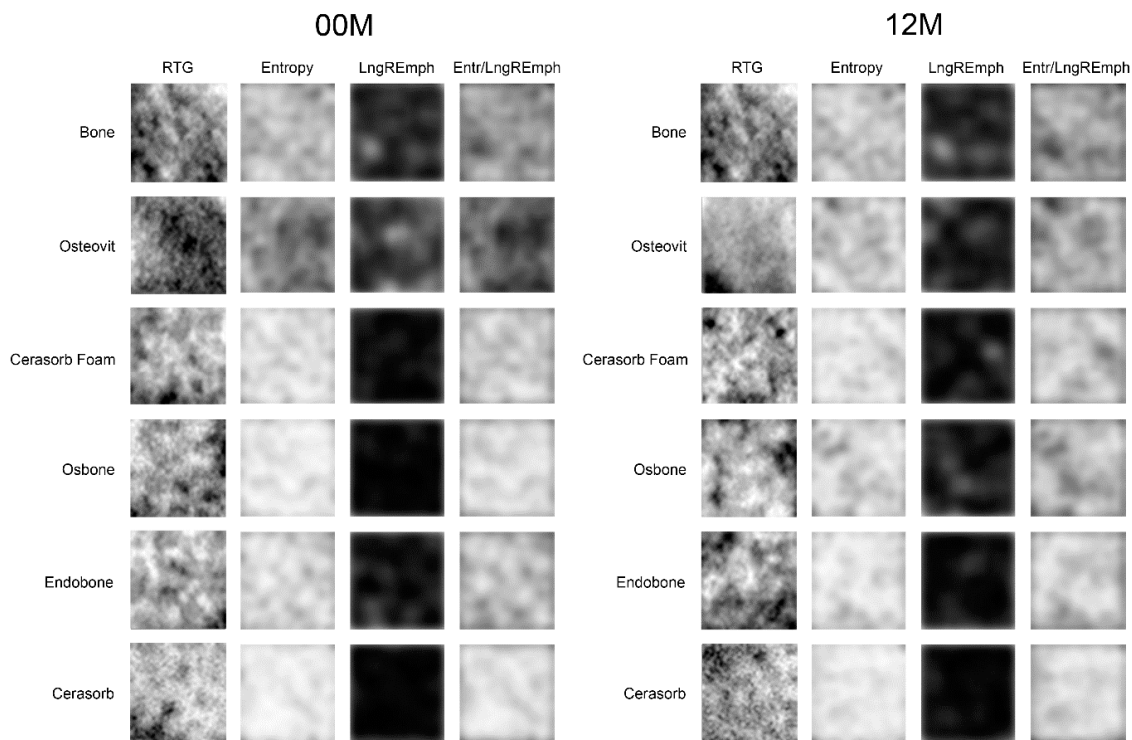 00M 12M
RTG Entropy LngREmph Entr/LngREmph RTG Entropy LngREmph Entr/LngREmph
Bone Bone
Osteovit Osteovit
Cerasorb Foam Cerasorb Foam
Osbone Osbone
Endobone Endobone
Cerasorb Cerasorb